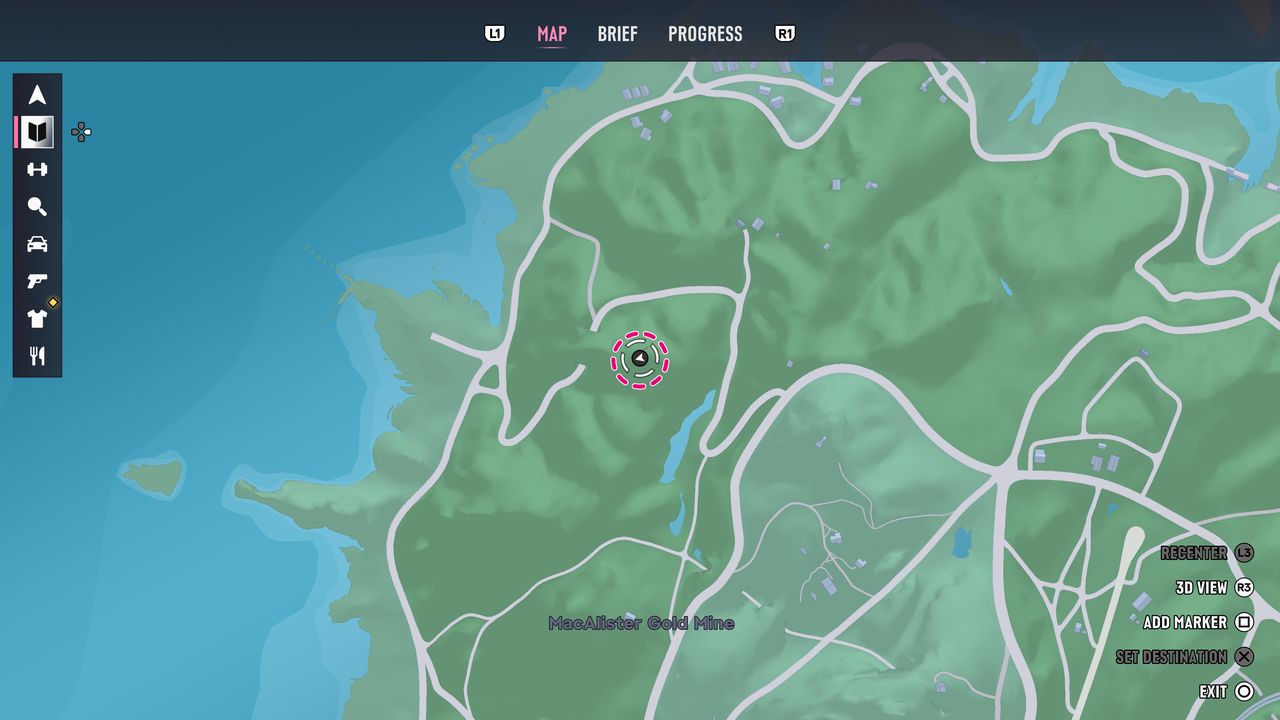 L1 MAP BRIEF PROGRESS R1
MacAlister Gold Mine
RECENTER L3
3D VIEW R3
ADD MARKER
SET DESTINATION
EXIT